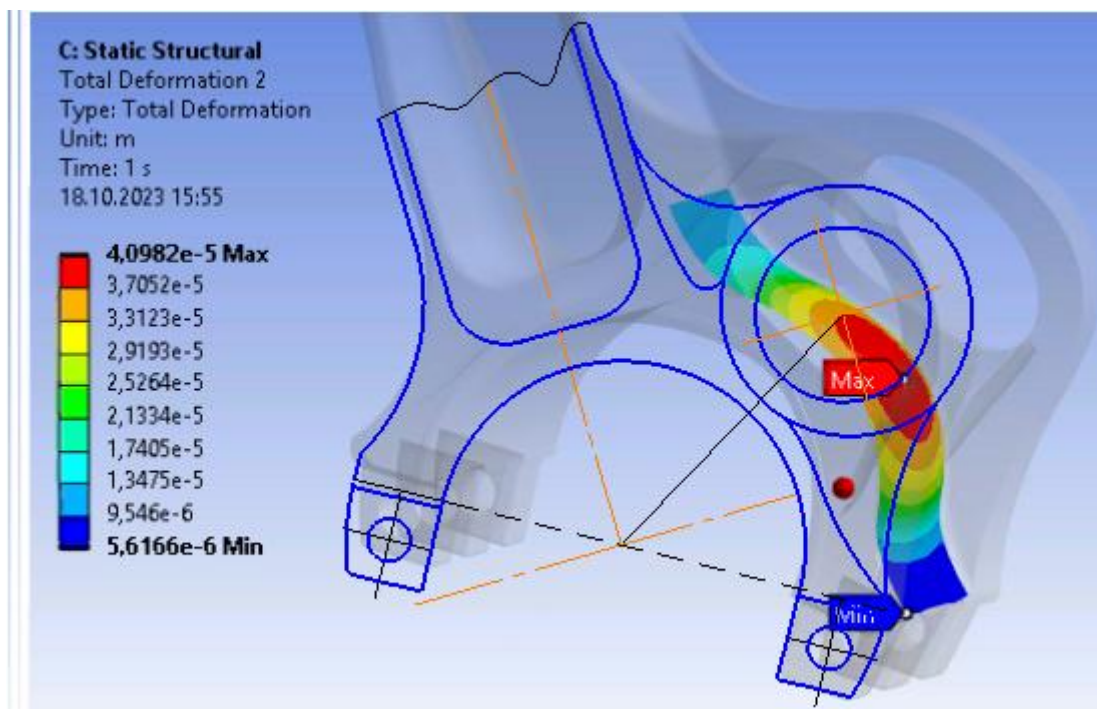 C: Static Structural
Total Deformation 2
Type: Total Deformation
Unit: m
Time: 1 s
18.10.2023 15:55
4,0982e-5 Max
3,7052e-5
3,3123e-5
2,9193e-5
2,5264e-5
2,1334e-5
1,7405e-5
1,3475e-5
9,546e-6
5,6166e-6 Min
Max
Min